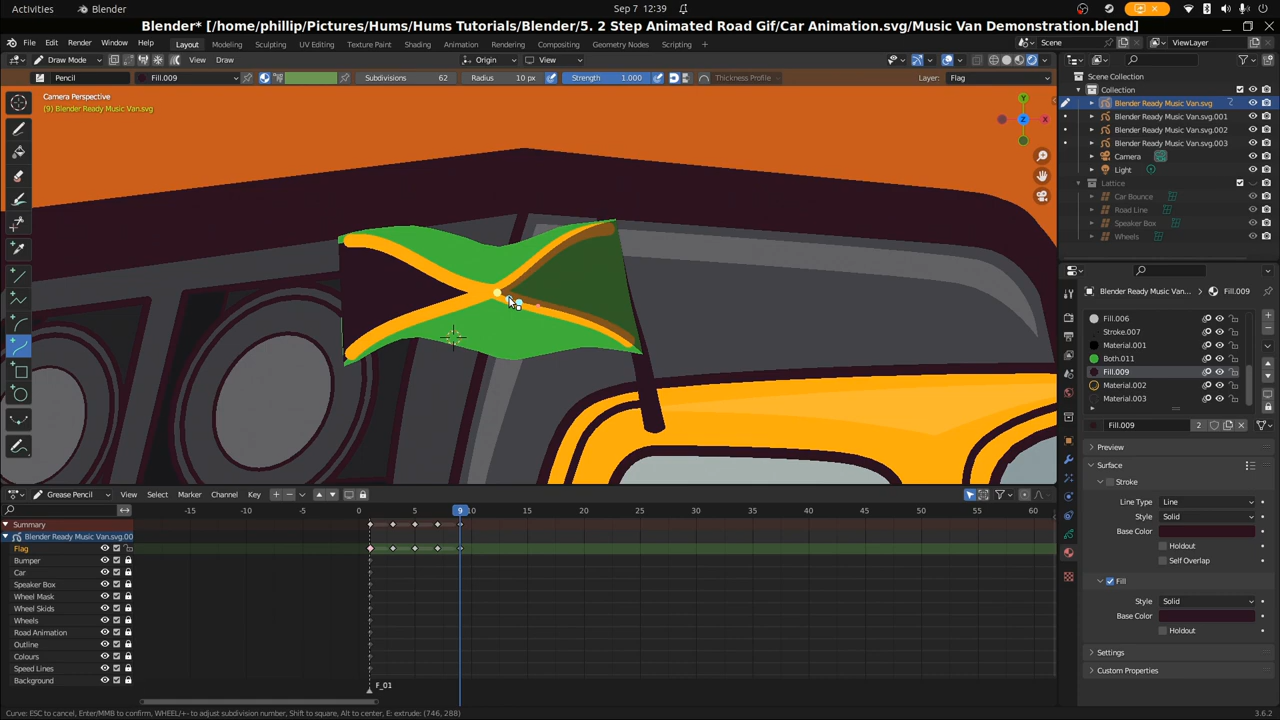 Activities
Blender
Sep 7 12:39
Blender* [/home/phillip/Pictures/Hums/Hums Tutorials/Blender/5. 2 Step Animated Road Gif/Car Animation.svg/Music Van Demonstration.blend]
File Edit Render Window Help Layout Modeling Sculpting UV Editing Texture Paint Shading Animation Rendering Compositing Geometry Nodes Scripting + Scene ViewLayer
Draw Mode View Draw Origin View
Pencil Fill.009 Subdivisions 62 Radius 10 px Strength 1.000 Thickness Profile Layer: Flag
Camera Perspective
(9) Blender Ready Music Van.svg
Y
Z
X
Scene Collection
Collection
Blender Ready Music Van.svg
Blender Ready Music Van.svg.001
Blender Ready Music Van.svg.002
Blender Ready Music Van.svg.003
Camera
Light
Lattice
Car Bounce
Road Line
Speaker Box
Wheels
Blender Ready Music Van.s... Fill.009
Fill.006
Stroke.007
Material.001
Both.011
Fill.009
Material.002
Material.003
Fill.009 2
Preview
Surface
Stroke
Line Type Line
Style Solid
Base Color
Holdout
Self Overlap
Fill
Style Solid
Base Color
Holdout
Settings
Custom Properties
Grease Pencil View Select Marker Channel Key
-15 -10 -5 0 5 9 10 15 20 25 30 35 40 45 50 55 60
Summary
Blender Ready Music Van.svg.00
Flag
Bumper
Car
Speaker Box
Wheel Mask
Wheel Skids
Wheels
Road Animation
Outline
Colours
Speed Lines
Background
F_01
Curve: ESC to cancel, Enter/MMB to confirm, WHEEL/+- to adjust subdivision number, Shift to square, Alt to center, E: extrude: (746, 288)
3.6.2